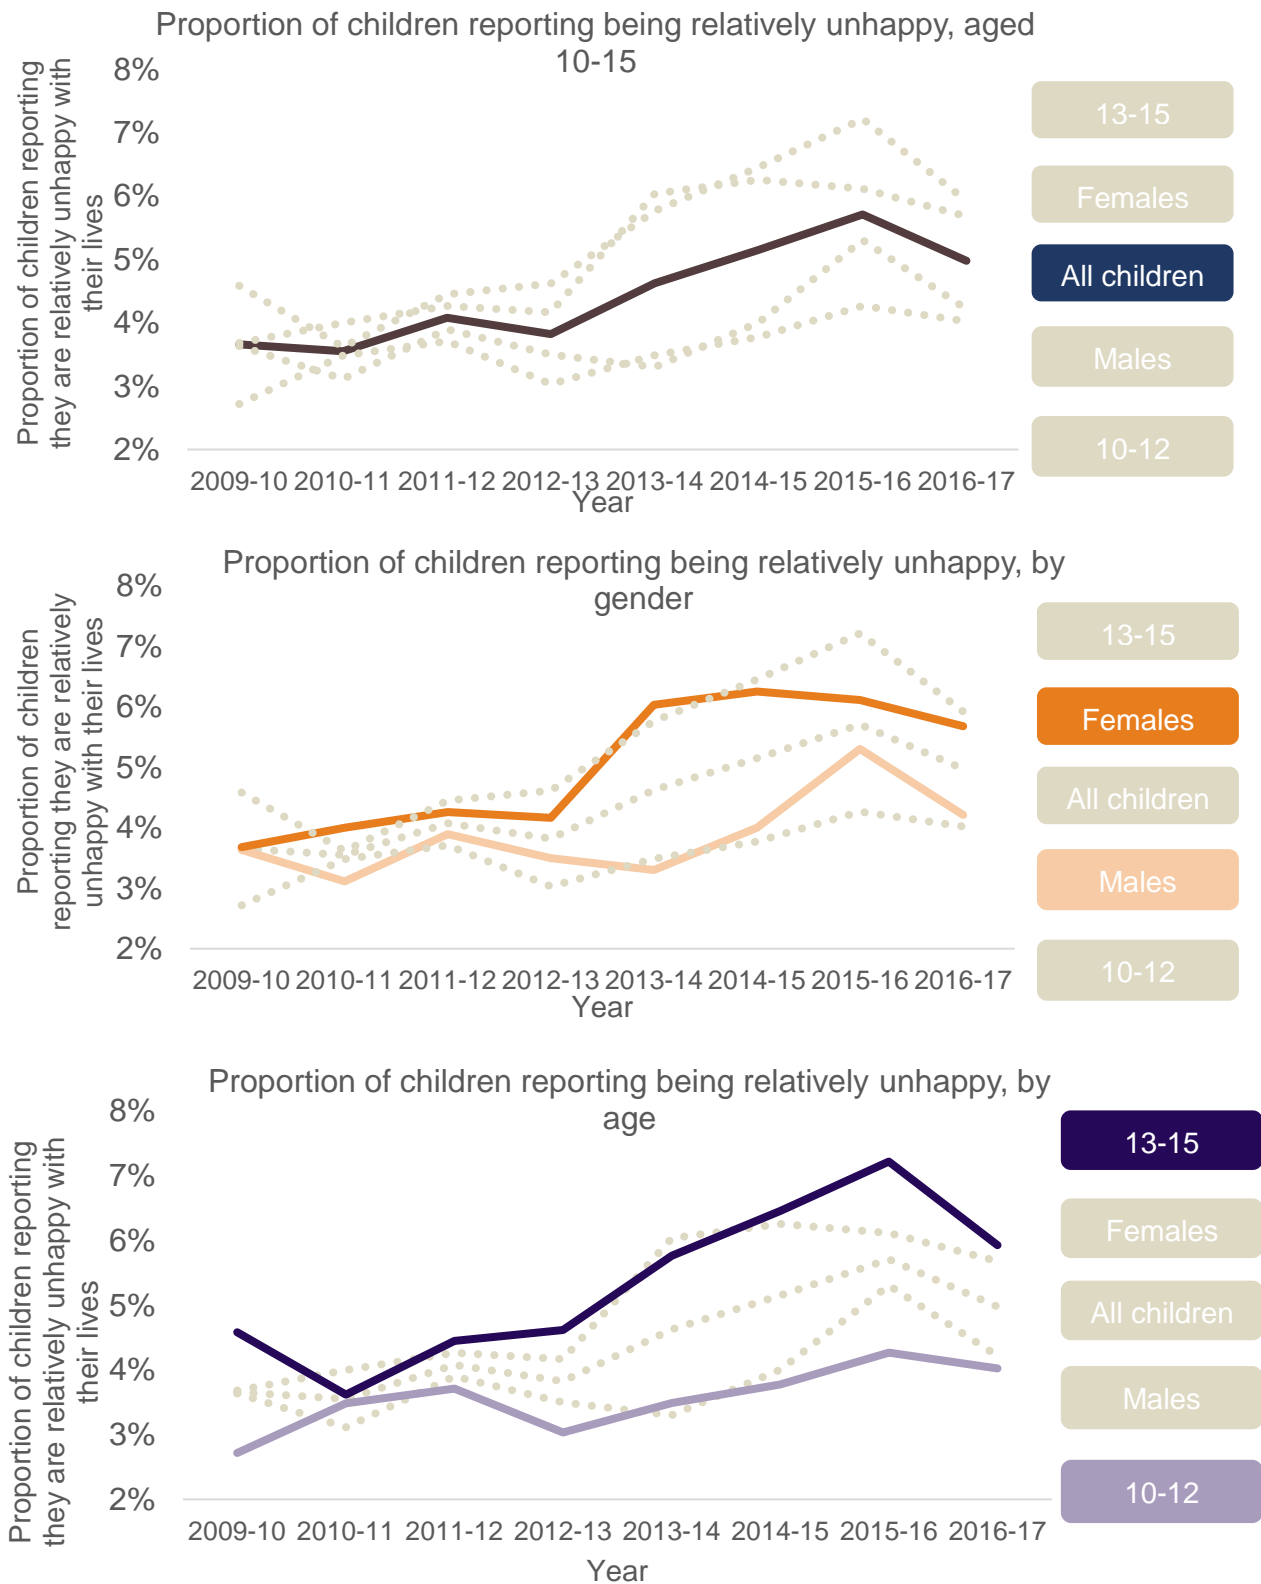 Proportion of children reporting being relatively unhappy, aged
10-15
Proportion of children reporting
they are relatively unhappy with
their lives
8%
7%
6%
5%
4%
3%
2%
2009-10 2010-11 2011-12 2012-13 2013-14 2014-15 2015-16 2016-17
Year
13-15
Females
All children
Males
10-12
Proportion of children reporting being relatively unhappy, by
gender
Proportion of children
reporting they are relatively
unhappy with their lives
8%
7%
6%
5%
4%
3%
2%
2009-10 2010-11 2011-12 2012-13 2013-14 2014-15 2015-16 2016-17
Year
13-15
Females
All children
Males
10-12
Proportion of children reporting being relatively unhappy, by
age
Proportion of children reporting
they are relatively unhappy with
their lives
8%
7%
6%
5%
4%
3%
2%
2009-10 2010-11 2011-12 2012-13 2013-14 2014-15 2015-16 2016-17
Year
13-15
Females
All children
Males
10-12